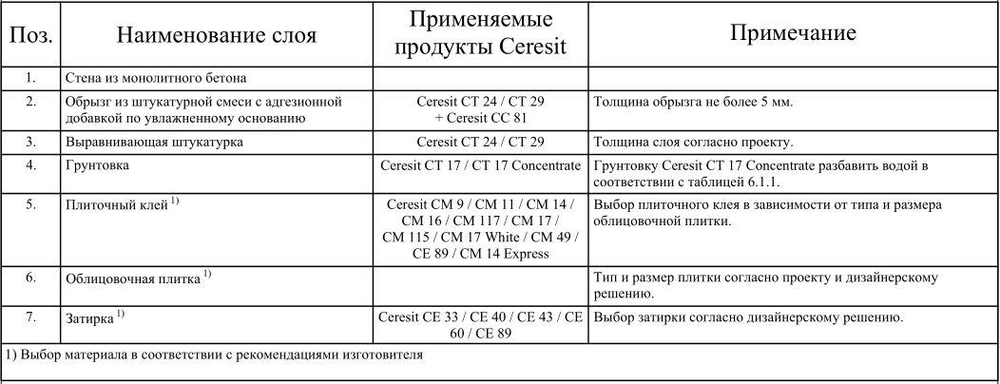 Поз.
Наименование слоя
Применяемые
продукты Ceresit
Примечание
1.
Стена из монолитного бетона
2.
Обрызг из штукатурной смеси с адгезионной
добавкой по увлажненному основанию
Ceresit CT 24 / CT 29
+ Ceresit CC 81
Толщина обрызга не более 5 мм.
3.
Выравнивающая штукатурка
Ceresit CT 24 / CT 29
Толщина слоя согласно проекту.
4.
Грунтовка
Ceresit CT 17 / CT 17 Concentrate
Грунтовку Ceresit CT 17 Concentrate разбавить водой в
соответствии с таблицей 6.1.1.
5.
Плиточный клей 1)
Ceresit CM 9 / CM 11 / CM 14 /
CM 16 / CM 117 / CM 17 /
CM 115 / CM 17 White / CM 49 /
CE 89 / CM 14 Express
Выбор плиточного клея в зависимости от типа и размера
облицовочной плитки.
6.
Облицовочная плитка 1)
Тип и размер плитки согласно проекту и дизайнерскому
решению.
7.
Затирка 1)
Ceresit CE 33 / CE 40 / CE 43 / CE
60 / CE 89
Выбор затирки согласно дизайнерскому решению.
1) Выбор материала в соответствии с рекомендациями изготовителя